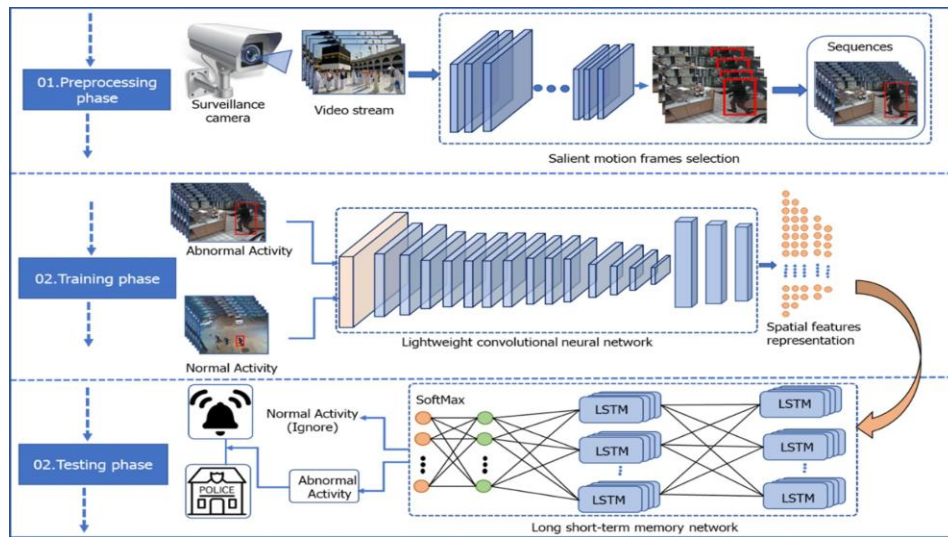 01.Preprocessing
phase
Surveillance
camera
Video stream
Sequences
Salient motion frames selection
02.Training phase
Abnormal Activity
Normal Activity
Lightweight convolutional neural network
Spatial features
representation
02.Testing phase
POLICE
Normal Activity
(Ignore)
Abnormal
Activity
SoftMax
LSTM
LSTM
LSTM
LSTM
LSTM
LSTM
Long short-term memory network